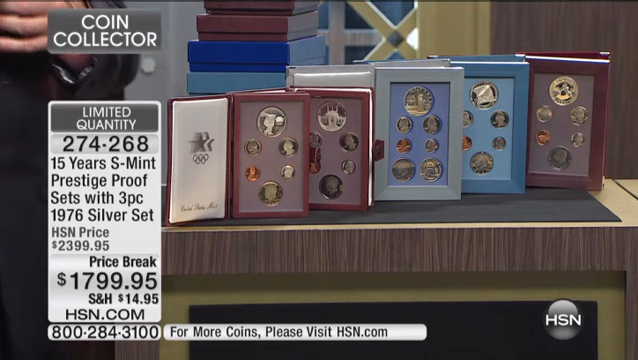 COIN
COLLECTOR
LIMITED
QUANTITY
274-268
15 Years S-Mint
Prestige Proof
Sets with 3pc
1976 Silver Set
HSN Price
$2399.95
Price Break
$1799.95
S&H $14.95
HSN.COM
800-284-3100
For More Coins, Please Visit HSN.com
United States Mint
HSN